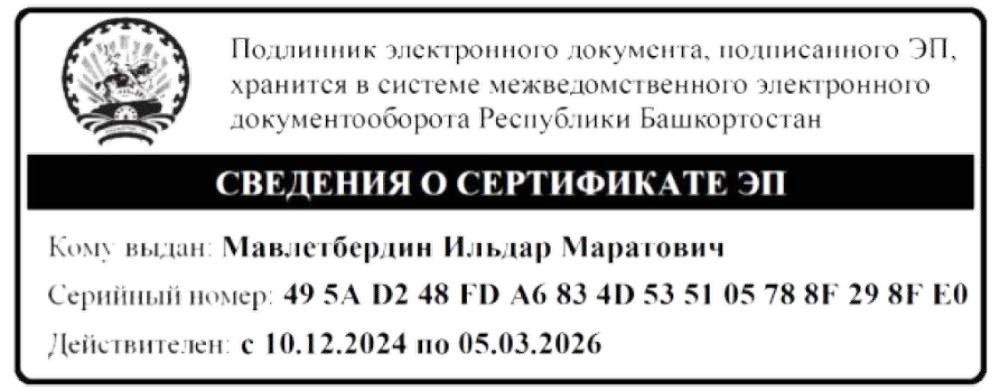 Подлинник электронного документа, подписанного ЭП,
хранится в системе межведомственного электронного
документооборота Республики Башкортостан
СВЕДЕНИЯ О СЕРТИФИКАТЕ ЭП
Кому выдан: Мавлетбердин Ильдар Маратович
Серийный номер: 49 5A D2 48 FD A6 83 4D 53 51 05 78 8F 29 8F E0
Действителен: с 10.12.2024 по 05.03.2026